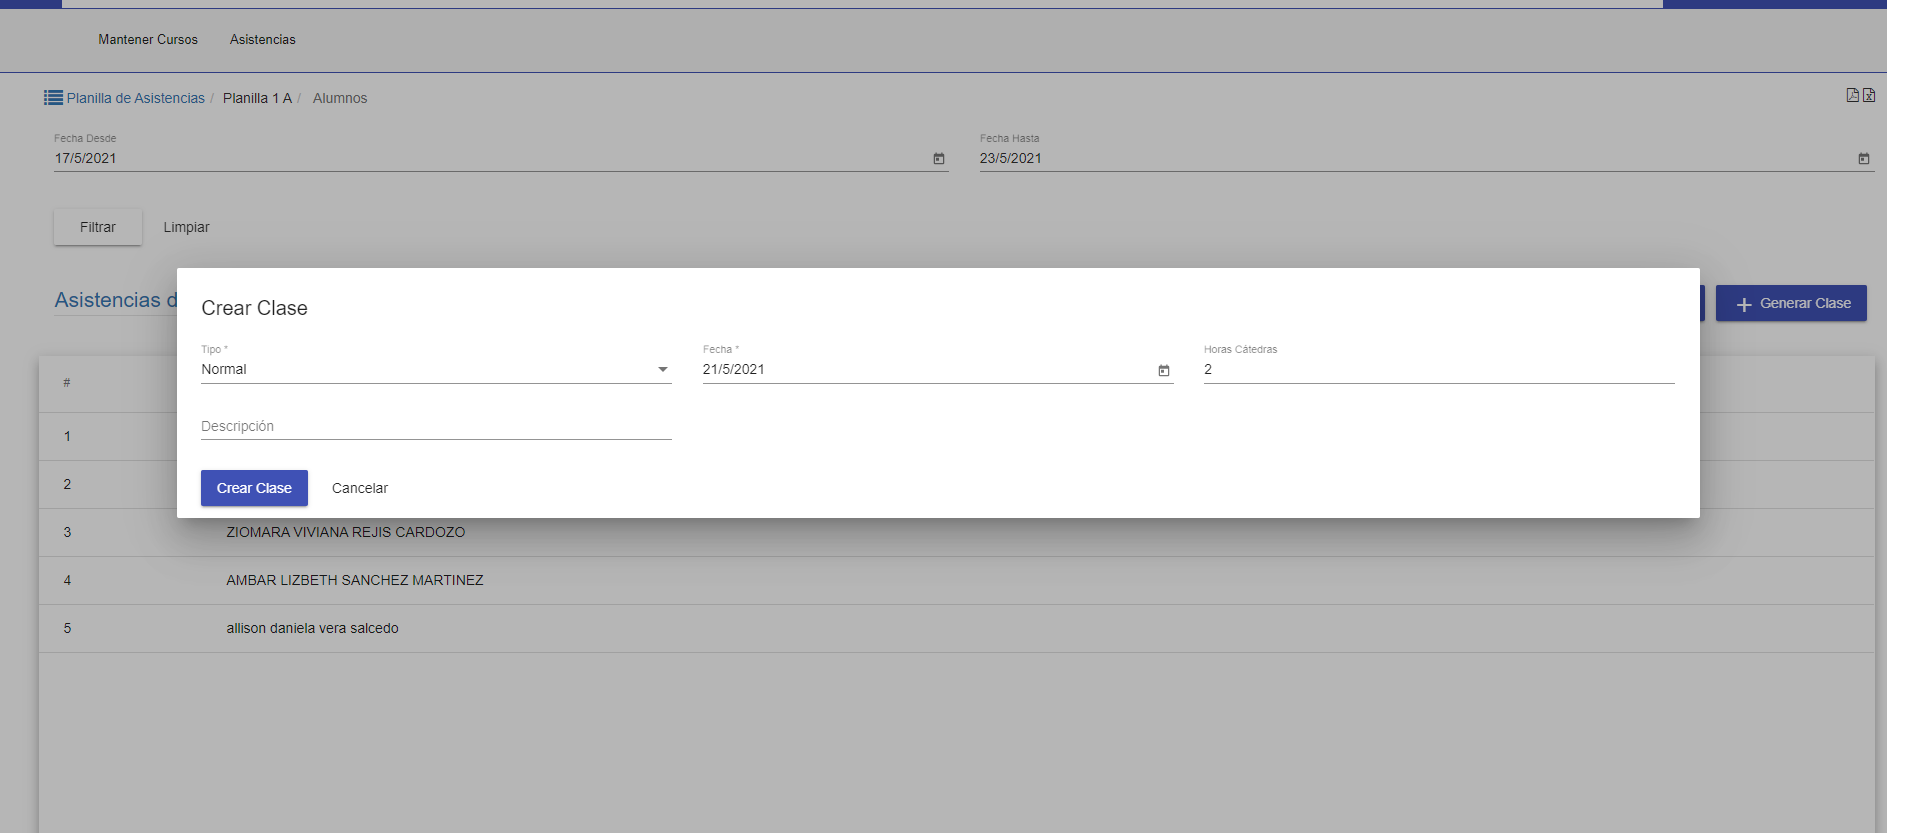 Mantener Cursos Asistencias
Planilla de Asistencias / Planilla 1 A / Alumnos
Fecha Desde Fecha Hasta
17/5/2021 23/5/2021
Filtrar Limpiar
Asistencias d Generar Clase
Crear Clase
Tipo * Fecha * Horas Cátedras
Normal 21/5/2021 2
Descripción
Crear Clase Cancelar
#
1
2
3 ZIOMARA VIVIANA REJIS CARDOZO
4 AMBAR LIZBETH SANCHEZ MARTINEZ
5 allison daniela vera salcedo